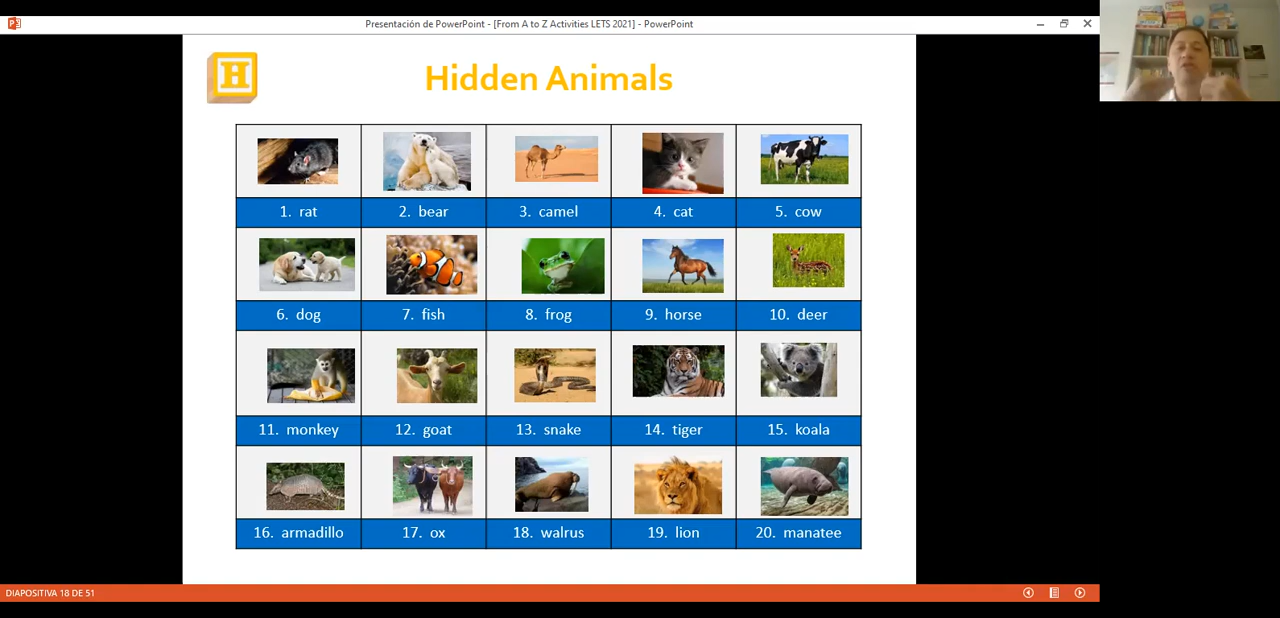 Presentación de PowerPoint - [From A to Z Activities LETS 2021] - PowerPoint
H
Hidden Animals
1. rat
2. bear
3. camel
4. cat
5. cow
6. dog
7. fish
8. frog
9. horse
10. deer
11. monkey
12. goat
13. snake
14. tiger
15. koala
16. armadillo
17. ox
18. walrus
19. lion
20. manatee
DIAPOSITIVA 18 DE 51